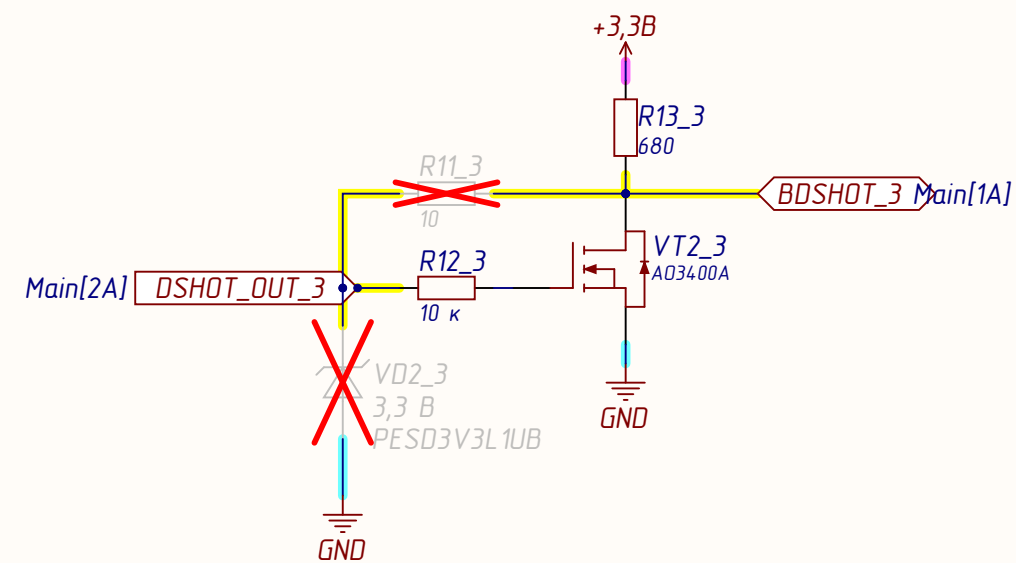 +3,3В
R13_3
680
R11_3
10
BDSHOT_3 Main[1A]
VT2_3
AO3400A
R12_3
10 к
Main[2A] DSHOT_OUT_3
VD2_3
3,3 В
PESD3V3L1UB
GND
GND